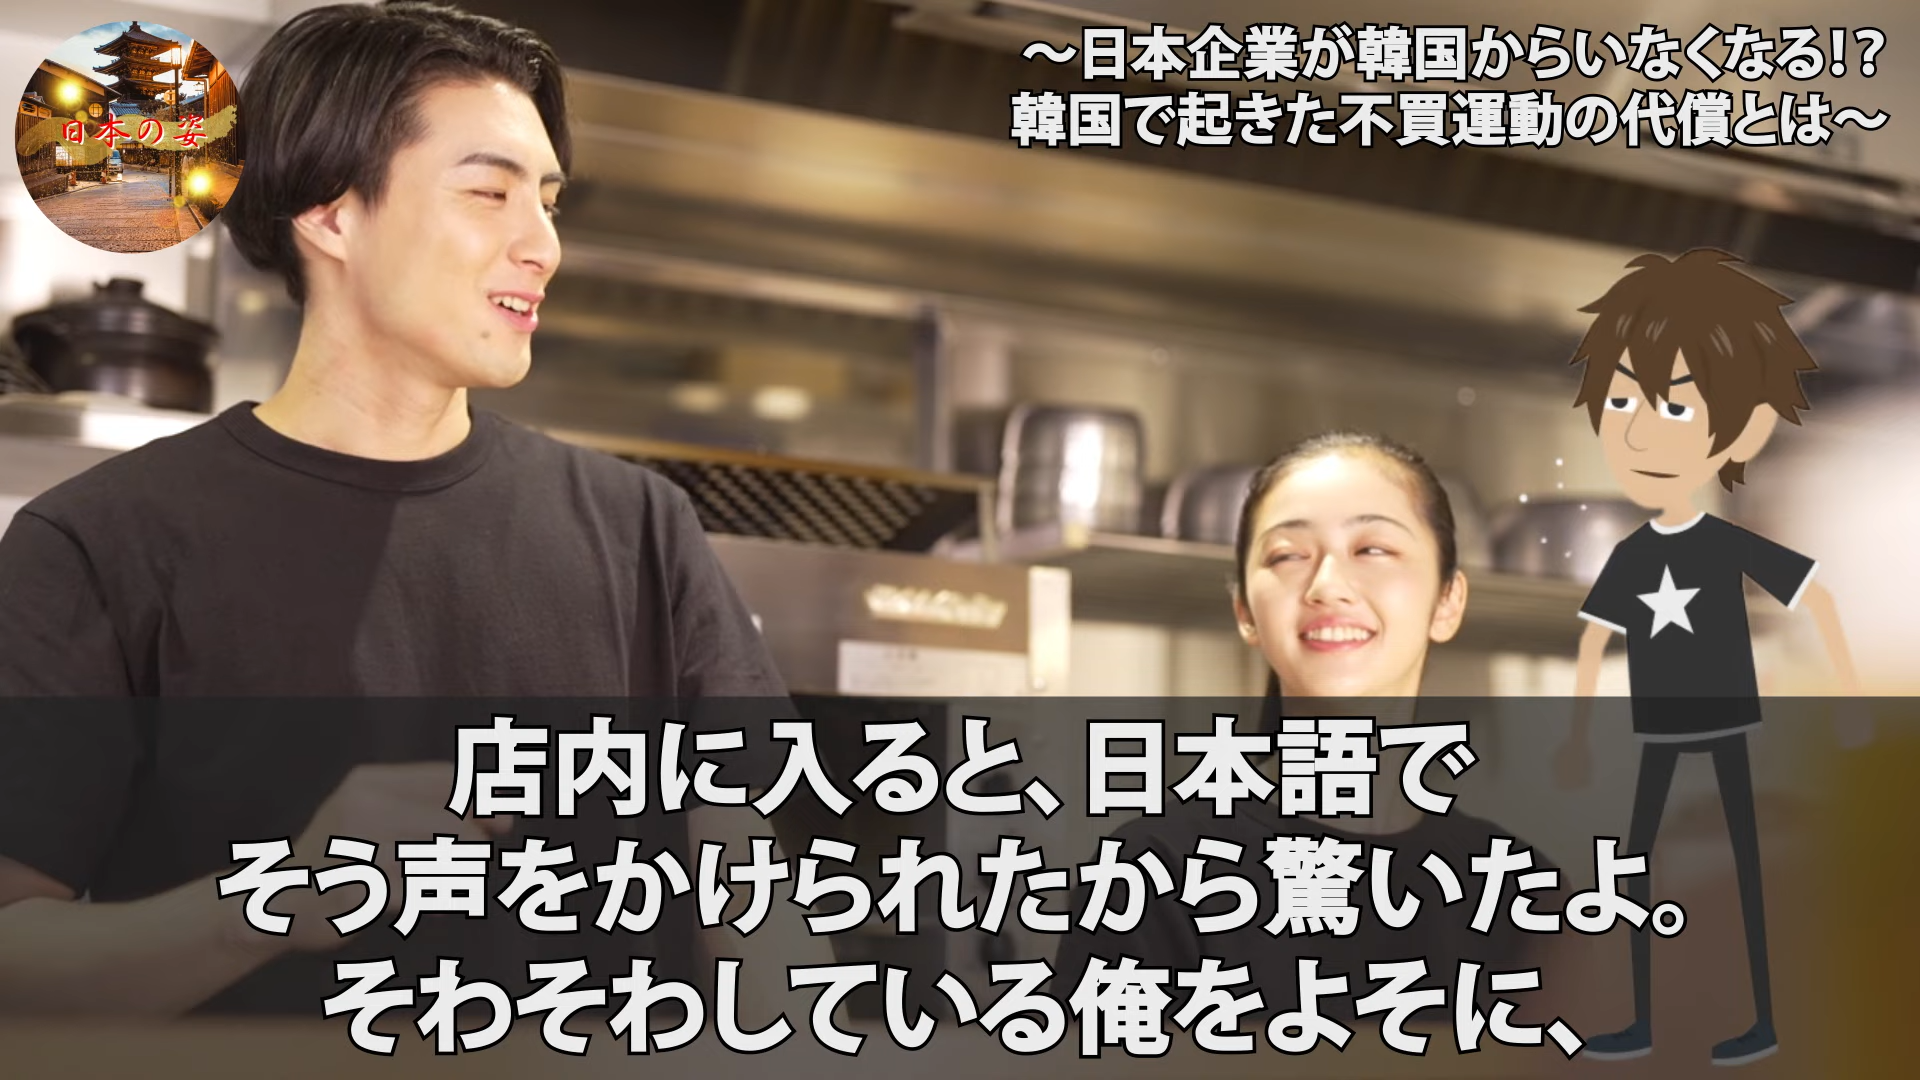 日本の姿
～日本企業が韓国からいなくなる!?
韓国で起きた不買運動の代償とは～
店内に入ると、日本語で
そう声をかけられたから驚いたよ。
そわそわしている俺をよそに、